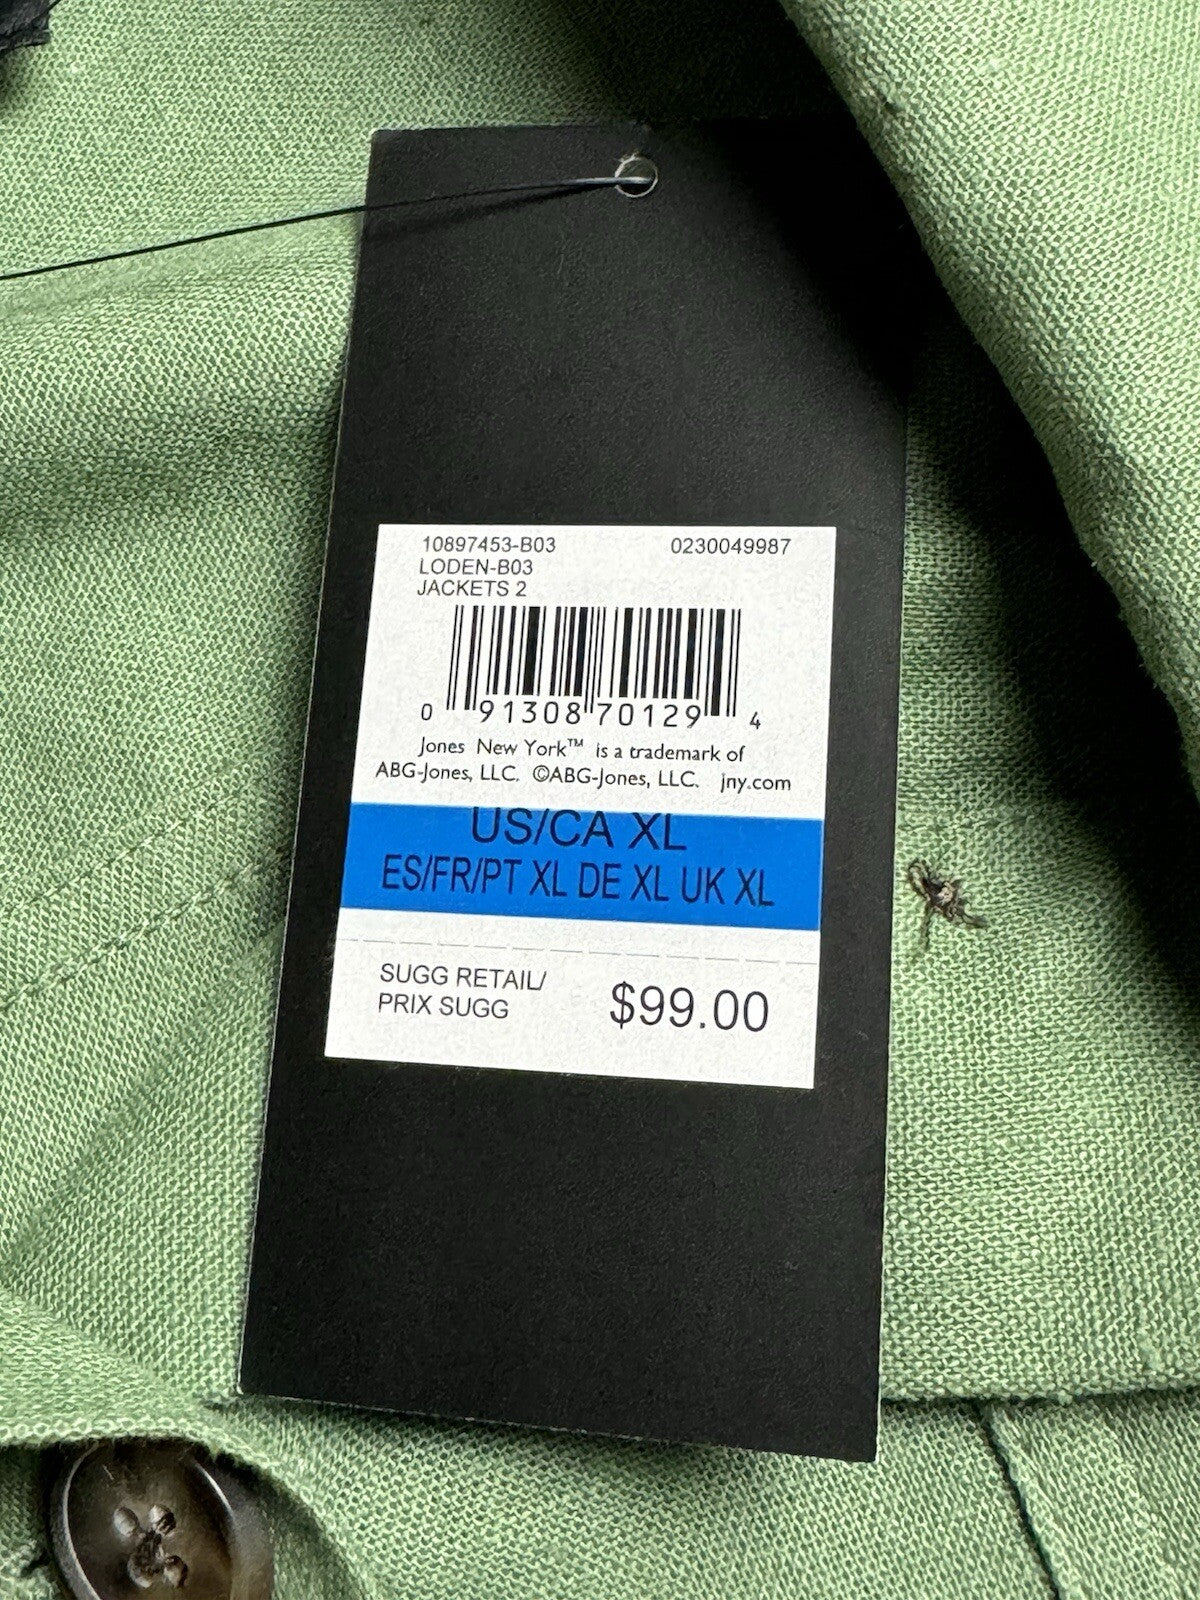 10897453-B03 0230049987
LODEN-B03
JACKETS 2
0 91308 70129 4
Jones New York™ is a trademark of
ABG-Jones, LLC. ©ABG-Jones, LLC. jny.com
US/CA XL
ES/FR/PT XL DE XL UK XL
SUGG RETAIL/
PRIX SUGG $99.00